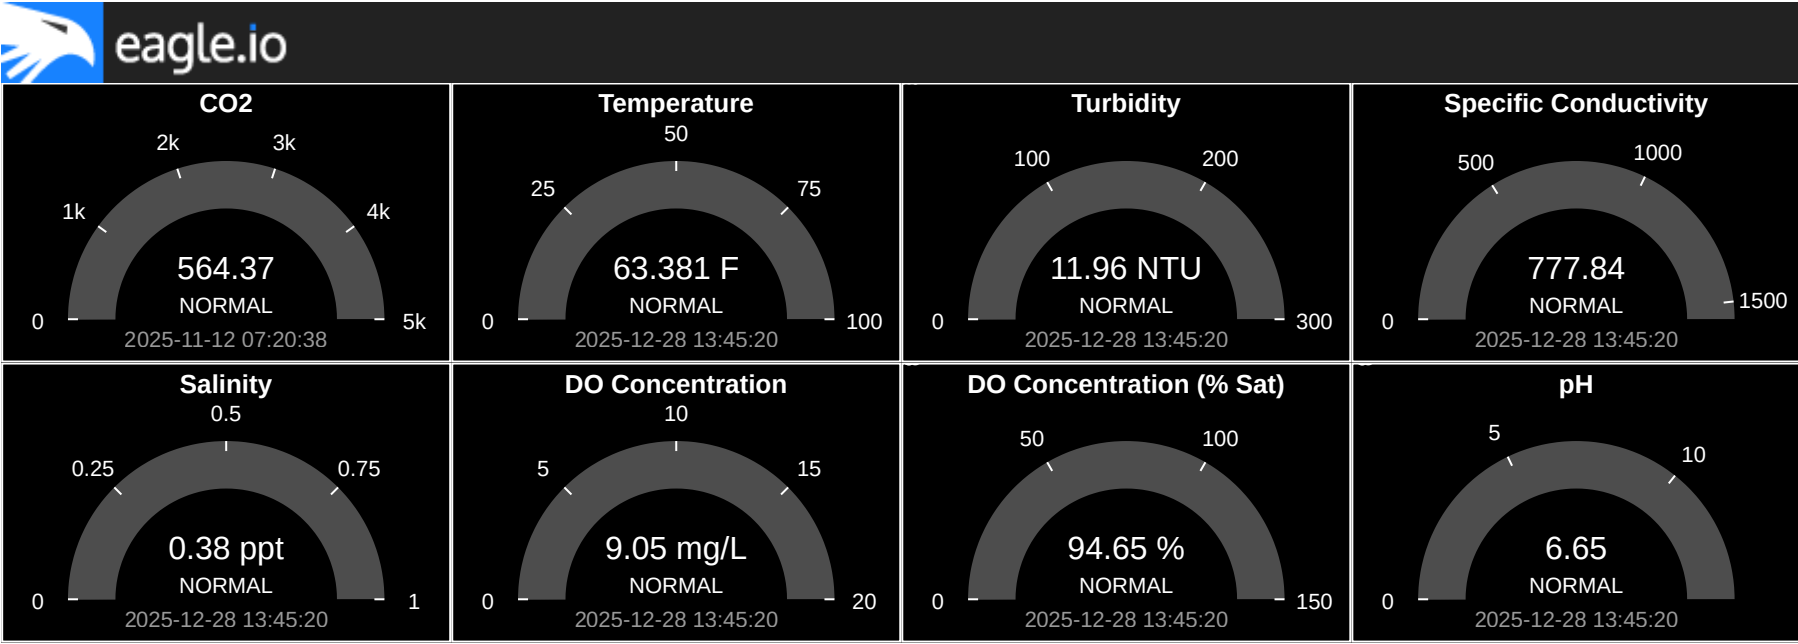 eagle.io
CO2
2k
3k
1k
4k
564.37
NORMAL
0
5k
2025-11-12 07:20:38
Temperature
50
25
75
63.381 F
NORMAL
0
100
2025-12-28 13:45:20
Turbidity
100
200
11.96 NTU
NORMAL
0
300
2025-12-28 13:45:20
Specific Conductivity
500
1000
777.84
NORMAL
0
1500
2025-12-28 13:45:20
Salinity
0.5
0.25
0.75
0.38 ppt
NORMAL
0
1
2025-12-28 13:45:20
DO Concentration
10
5
15
9.05 mg/L
NORMAL
0
20
2025-12-28 13:45:20
DO Concentration (% Sat)
50
100
94.65 %
NORMAL
0
150
2025-12-28 13:45:20
pH
5
10
6.65
NORMAL
0
2025-12-28 13:45:20